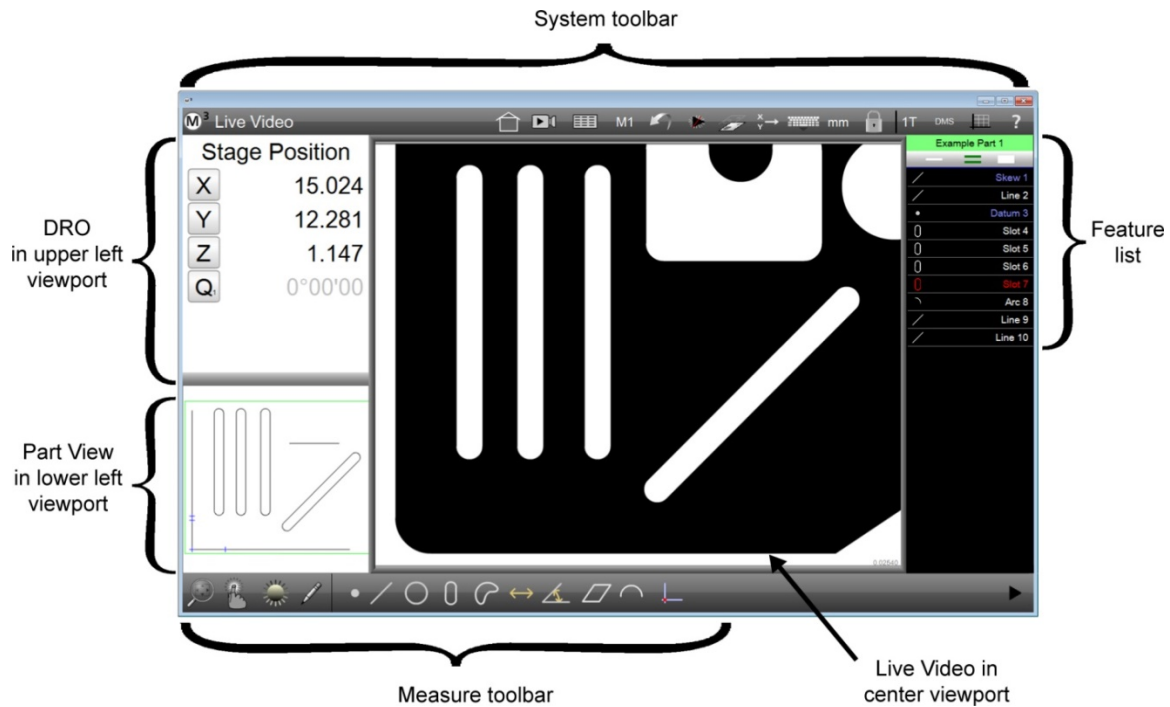 System toolbar
M3 Live Video
M1
mm
1T
DMS
?
Stage Position
X 15.024
Y 12.281
Z 1.147
Q1 0°00'00
DRO
in upper left
viewport
Part View
in lower left
viewport
Example Part 1
Skew 1
Line 2
Datum 3
Slot 4
Slot 5
Slot 6
Slot 7
Arc 8
Line 9
Line 10
Feature
list
0.02640
Measure toolbar
Live Video in
center viewport